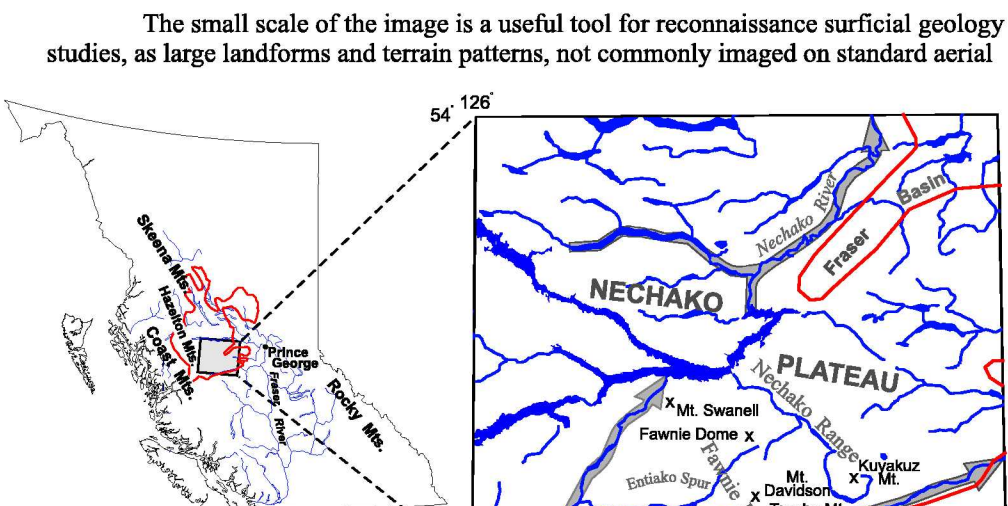 The small scale of the image is a useful tool for reconnaissance surficial geology
studies, as large landforms and terrain patterns, not commonly imaged on standard aerial
54° 126°
Skeena Mts.
Hazelton Mts.
Coast Mts.
Prince
George
Fraser
River
Rocky Mts.
Nechako River
Fraser
Basin
NECHAKO
PLATEAU
Nechako Range
x Mt. Swanell
Fawnie Dome x
Fawnie
Entiako Spur
Mt.
x Davidson
Kuyakuz
x Mt.